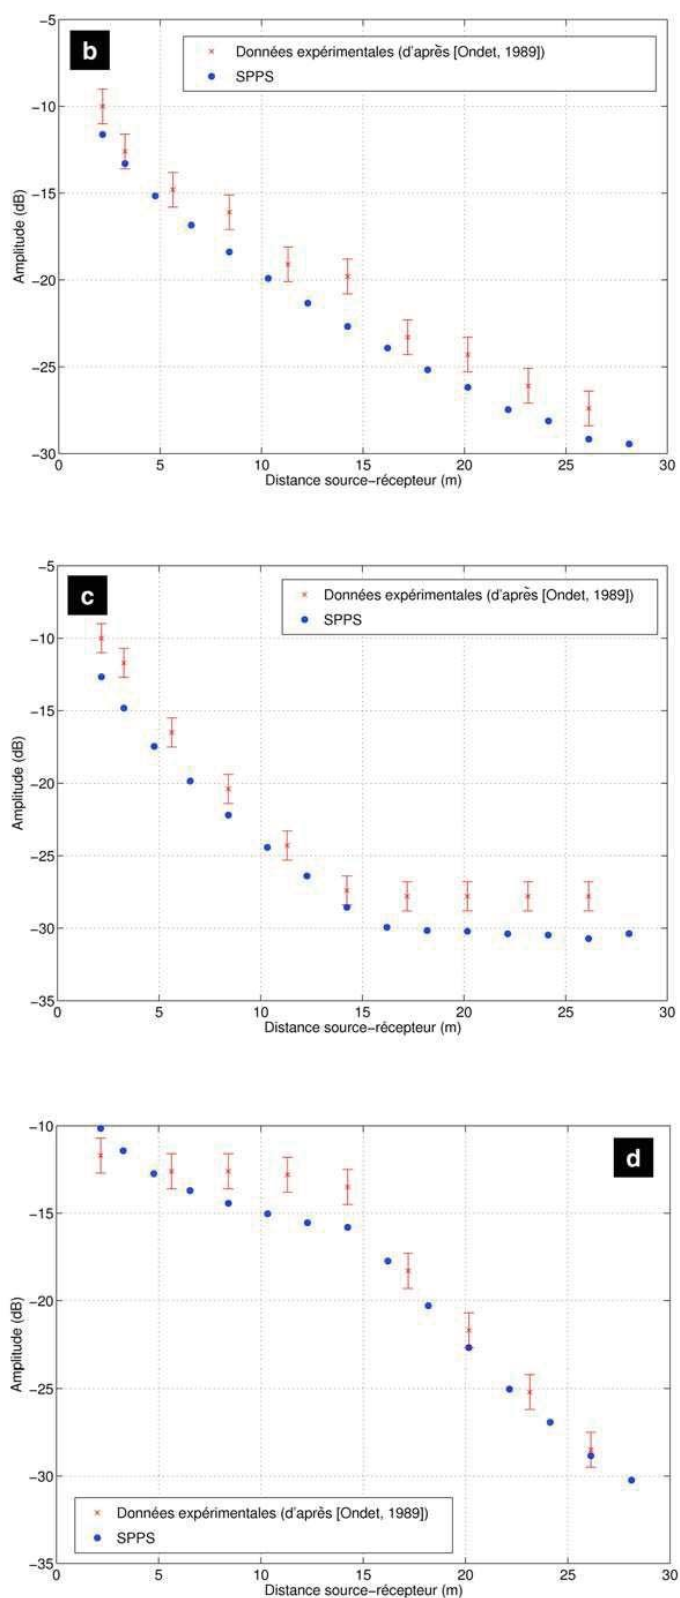 b
Données expérimentales (d'après [Ondet, 1989])
SPPS
−5
−10
−15
−20
−25
−30
Amplitude (dB)
0 5 10 15 20 25 30
Distance source−récepteur (m)
c
Données expérimentales (d'après [Ondet, 1989])
SPPS
−5
−10
−15
−20
−25
−30
−35
Amplitude (dB)
0 5 10 15 20 25 30
Distance source−récepteur (m)
d
−10
−15
−20
−25
−30
−35
Amplitude (dB)
Données expérimentales (d'après [Ondet, 1989])
SPPS
0 5 10 15 20 25 30
Distance source−récepteur (m)